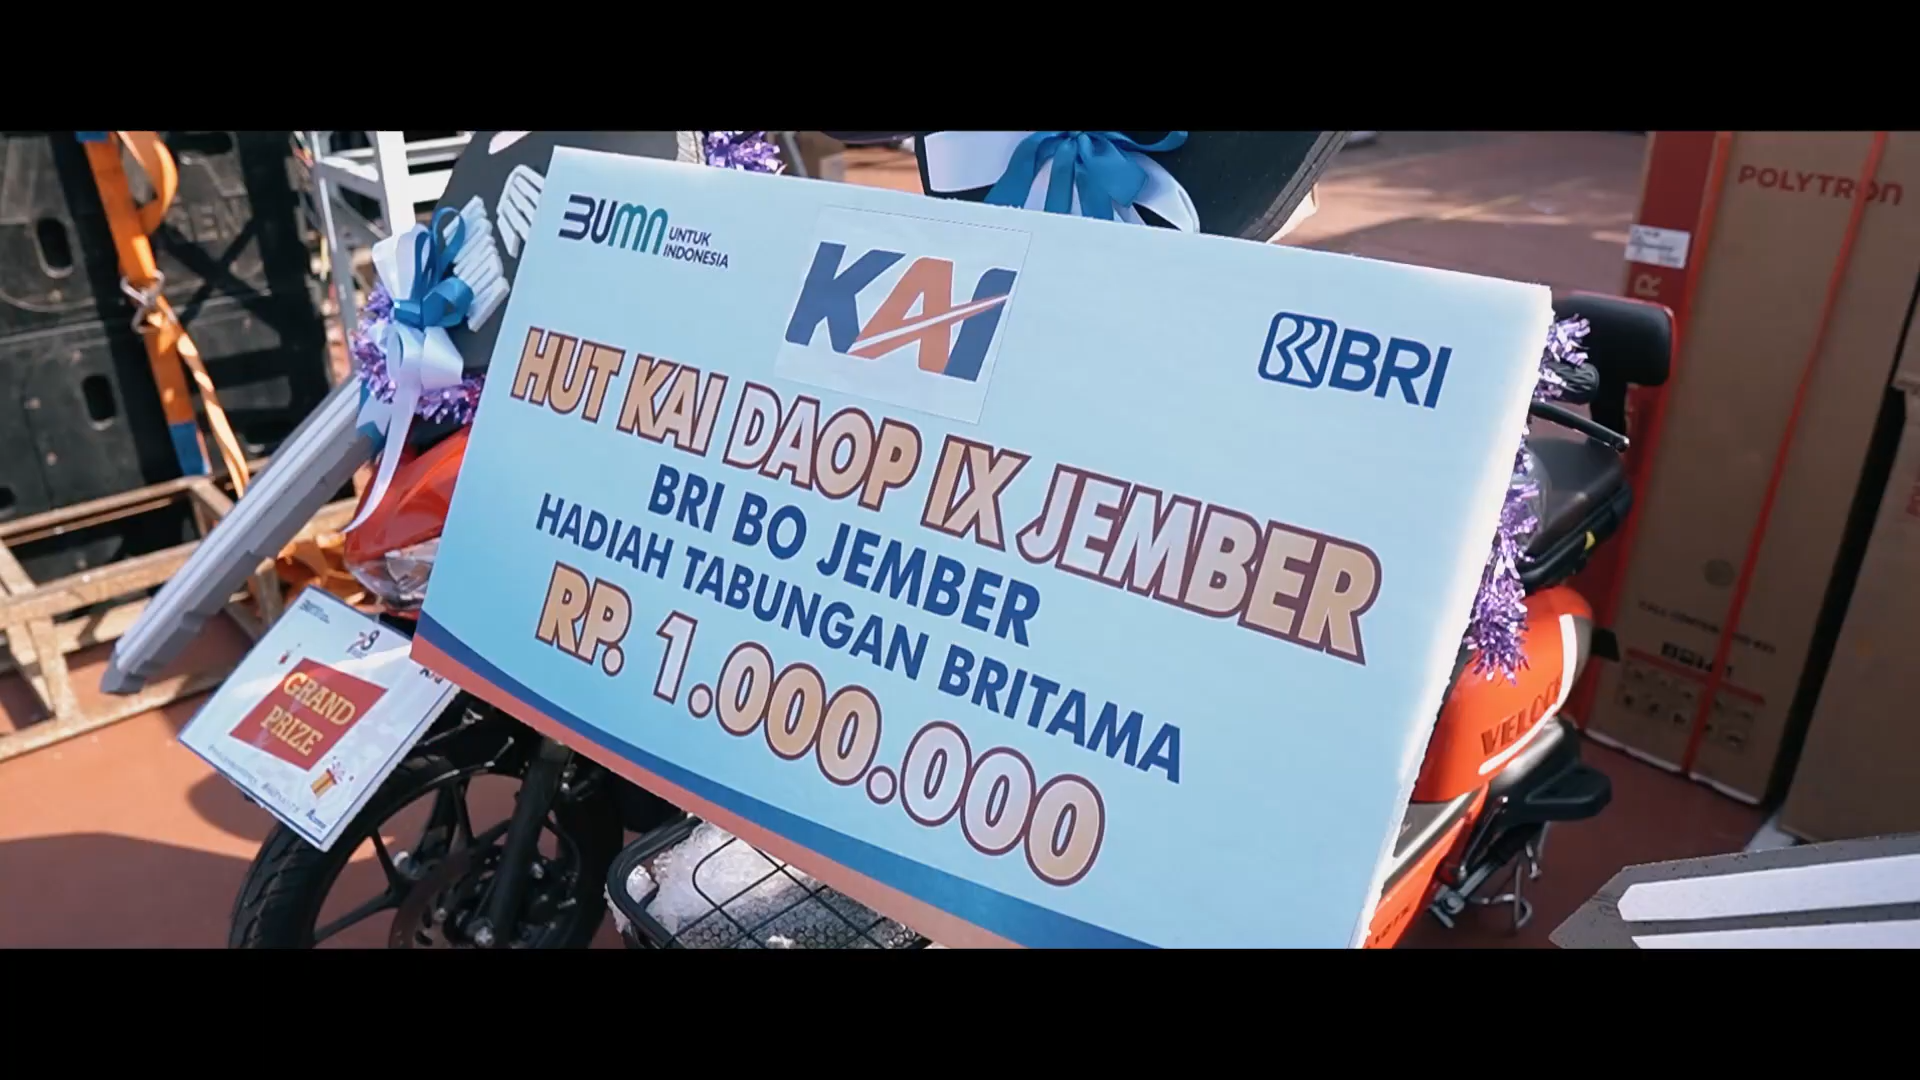 BUMN UNTUK
INDONESIA
KAI
BRI
HUT KAI DAOP IX JEMBER
BRI BO JEMBER
HADIAH TABUNGAN BRITAMA
RP. 1.000.000
GRAND
PRIZE
POLYTRON